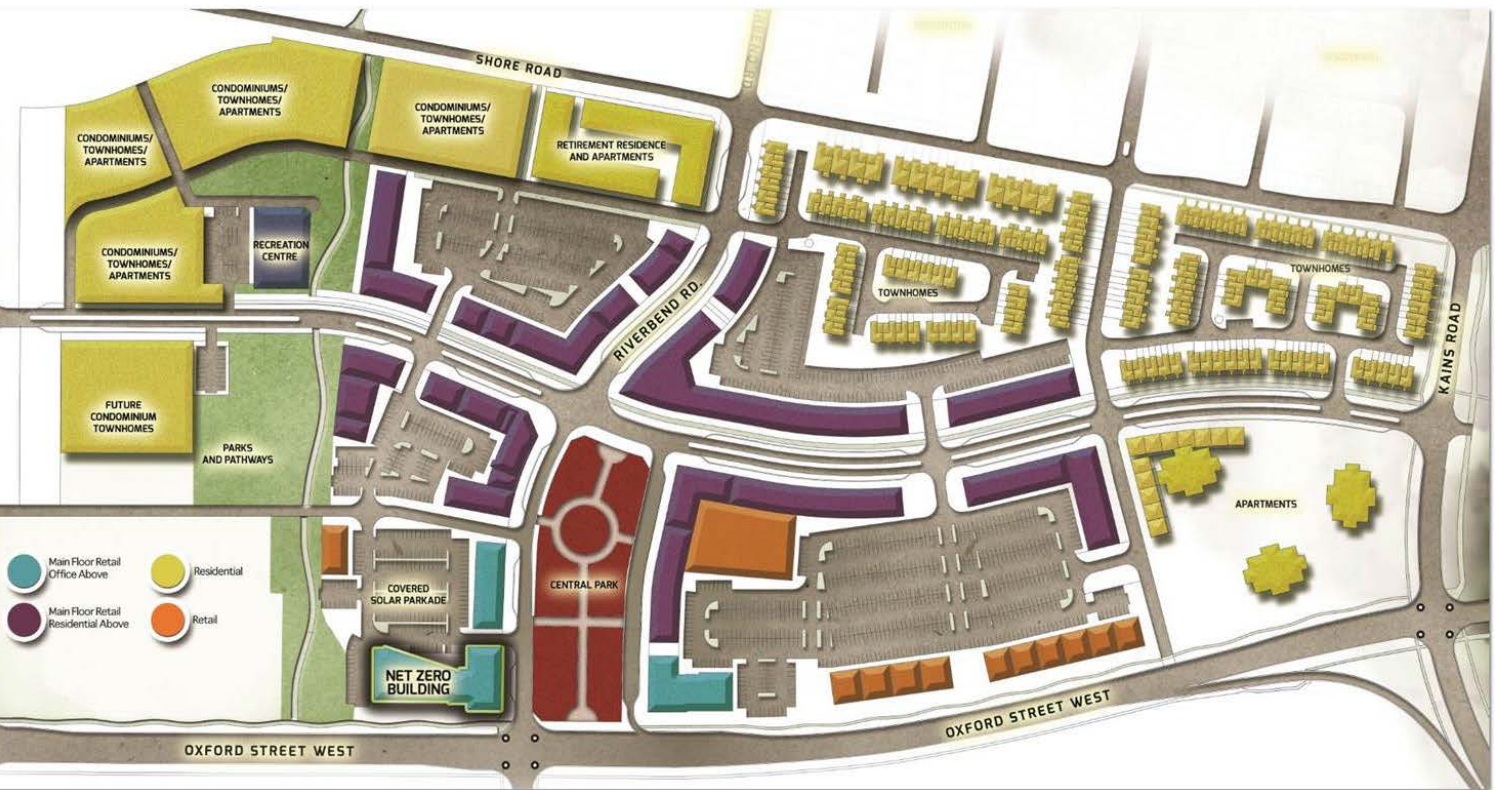 SHORE ROAD
CONDOMINIUMS/
TOWNHOMES/
APARTMENTS
CONDOMINIUMS/
TOWNHOMES/
APARTMENTS
CONDOMINIUMS/
TOWNHOMES/
APARTMENTS
RETIREMENT RESIDENCE
AND APARTMENTS
CONDOMINIUMS/
TOWNHOMES/
APARTMENTS
RECREATION
CENTRE
RIVERBEND RD.
TOWNHOMES
TOWNHOMES
KAINS ROAD
FUTURE
CONDOMINIUM
TOWNHOMES
PARKS
AND PATHWAYS
APARTMENTS
Main Floor Retail
Office Above
Residential
Main Floor Retail
Residential Above
Retail
COVERED
SOLAR PARKADE
CENTRAL PARK
NET ZERO
BUILDING
OXFORD STREET WEST
OXFORD STREET WEST